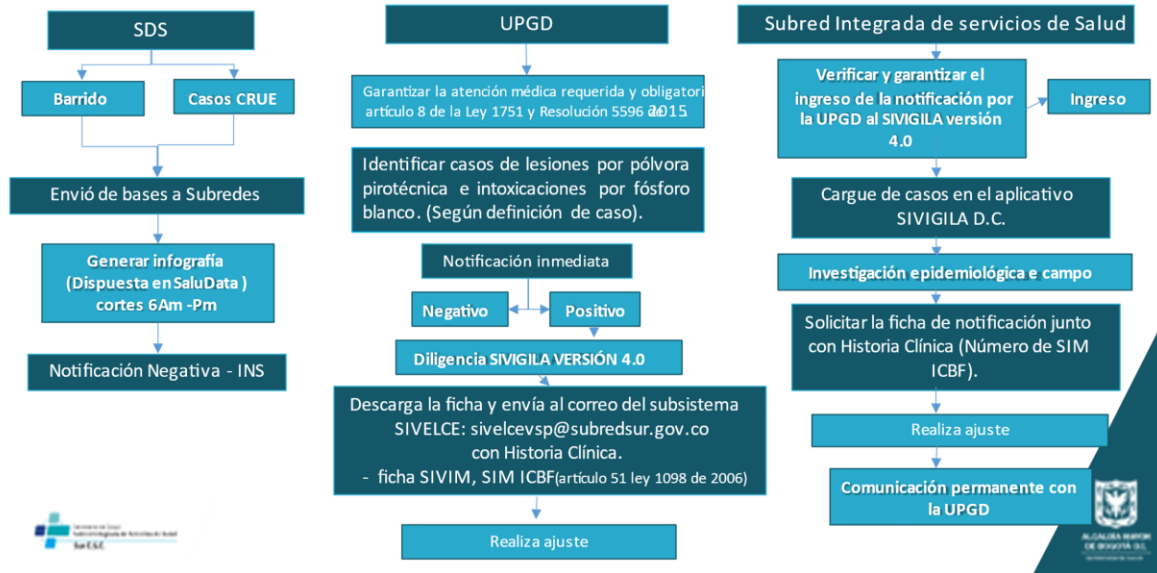 SDS
Barrido
Casos CRUE
Envió de bases a Subredes
Generar infografía
(Dispuesta en SaluData )
cortes 6Am -Pm
Notificación Negativa - INS
UPGD
Garantizar la atención médica requerida y obligatori
artículo 8 de la Ley 1751 y Resolución 5596 de 2015
Identificar casos de lesiones por pólvora
pirotécnica e intoxicaciones por fósforo
blanco. (Según definición de caso).
Notificación inmediata
Negativo
Positivo
Diligencia SIVIGILA VERSIÓN 4.0
Descarga la ficha y envía al correo del subsistema
SIVELCE: sivelcevsp@subredsur.gov.co
con Historia Clínica.
- ficha SIVIM, SIM ICBF(artículo 51 ley 1098 de 2006)
Realiza ajuste
Subred Integrada de servicios de Salud
Verificar y garantizar el
ingreso de la notificación por
la UPGD al SIVIGILA versión
4.0
Ingreso
Cargue de casos en el aplicativo
SIVIGILA D.C.
Investigación epidemiológica e campo
Solicitar la ficha de notificación junto
con Historia Clínica (Número de SIM
ICBF).
Realiza ajuste
Comunicación permanente con
la UPGD
Sur E.S.E.
ALCALDÍA MAYOR
DE BOGOTÁ D.C.